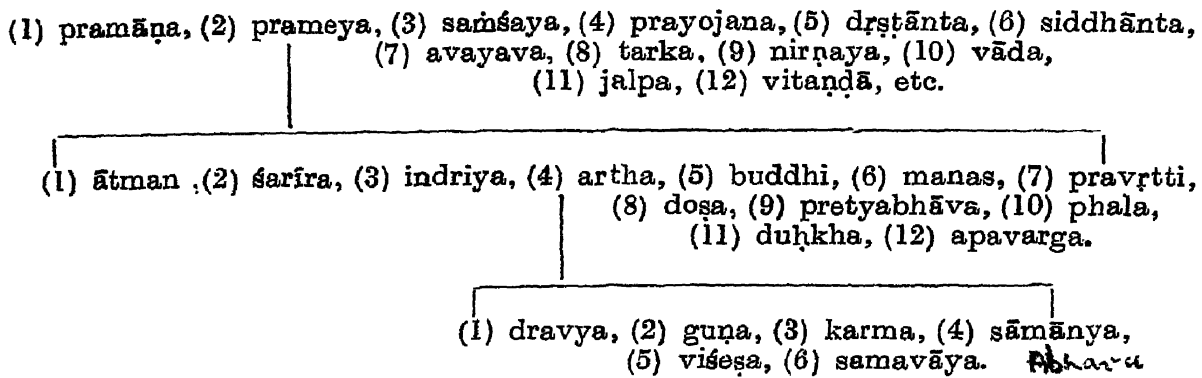 (1) pramāṇa, (2) prameya, (3) saṁśaya, (4) prayojana, (5) dṛṣṭānta, (6) siddhānta,
(7) avayava, (8) tarka, (9) nirṇaya, (10) vāda,
(11) jalpa, (12) vitaṇḍā, etc.
(1) ātman ,(2) śarīra, (3) indriya, (4) artha, (5) buddhi, (6) manas, (7) pravṛtti,
(8) doṣa, (9) pretyabhāva, (10) phala,
(11) duḥkha, (12) apavarga.
(1) dravya, (2) guṇa, (3) karma, (4) sāmānya,
(5) viśeṣa, (6) samavāya. Abhava